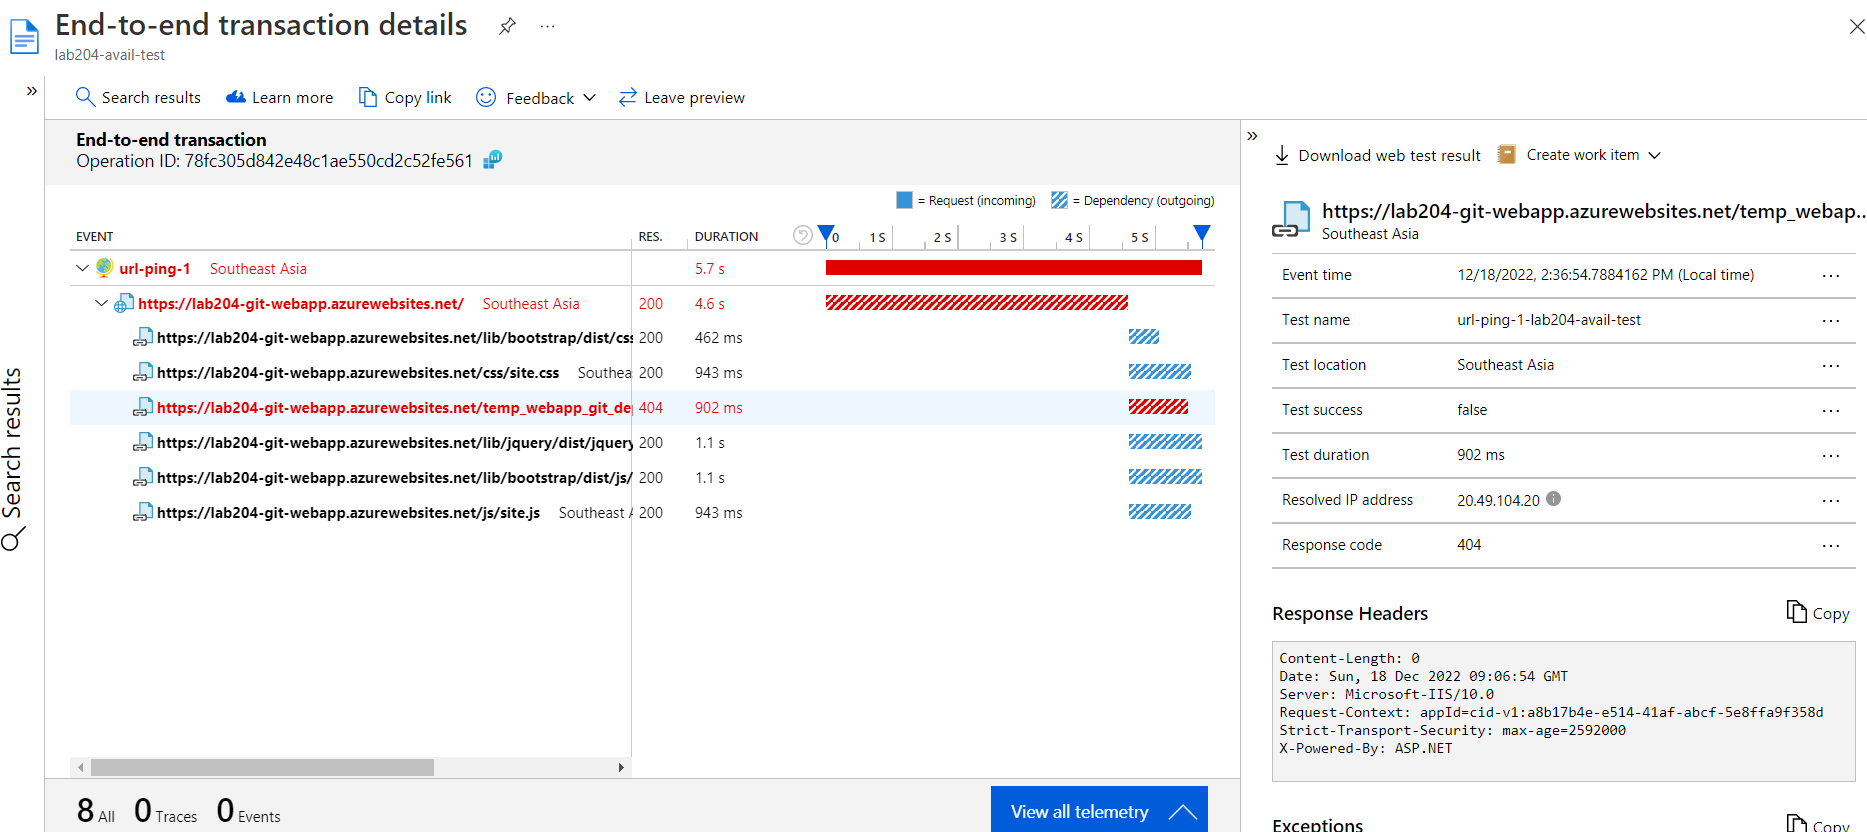 End-to-end transaction details
lab204-avail-test
Search results
Learn more
Copy link
Feedback
Leave preview
End-to-end transaction
Operation ID: 78fc305d842e48c1ae550cd2c52fe561
= Request (incoming)
= Dependency (outgoing)
EVENT RES. DURATION 0 1 S 2 S 3 S 4 S 5 S
url-ping-1 Southeast Asia 5.7 s
https://lab204-git-webapp.azurewebsites.net/ Southeast Asia 200 4.6 s
https://lab204-git-webapp.azurewebsites.net/lib/bootstrap/dist/css 200 462 ms
https://lab204-git-webapp.azurewebsites.net/css/site.css Southea 200 943 ms
https://lab204-git-webapp.azurewebsites.net/temp_webapp_git_de 404 902 ms
https://lab204-git-webapp.azurewebsites.net/lib/jquery/dist/jquery 200 1.1 s
https://lab204-git-webapp.azurewebsites.net/lib/bootstrap/dist/js/ 200 1.1 s
https://lab204-git-webapp.azurewebsites.net/js/site.js Southeast A 200 943 ms
8 All 0 Traces 0 Events
View all telemetry
Search results
Download web test result
Create work item
https://lab204-git-webapp.azurewebsites.net/temp_webap...
Southeast Asia
Event time 12/18/2022, 2:36:54.7884162 PM (Local time) ...
Test name url-ping-1-lab204-avail-test ...
Test location Southeast Asia ...
Test success false ...
Test duration 902 ms ...
Resolved IP address 20.49.104.20 ...
Response code 404 ...
Response Headers
Copy
Content-Length: 0
Date: Sun, 18 Dec 2022 09:06:54 GMT
Server: Microsoft-IIS/10.0
Request-Context: appId=cid-v1:a8b17b4e-e514-41af-abcf-5e8ffa9f358d
Strict-Transport-Security: max-age=2592000
X-Powered-By: ASP.NET
Exceptions
Copy